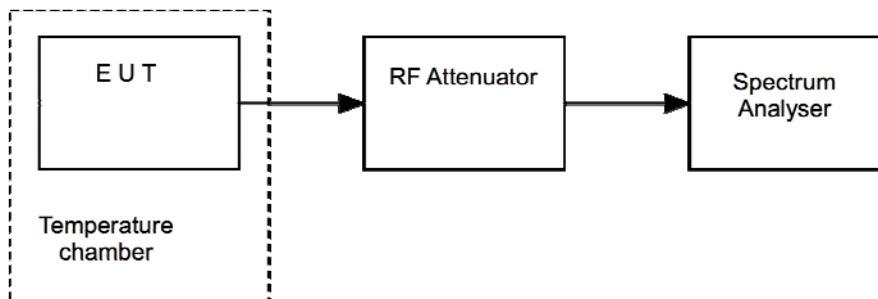 E U T
RF Attenuator
Spectrum
Analyser
Temperature
chamber